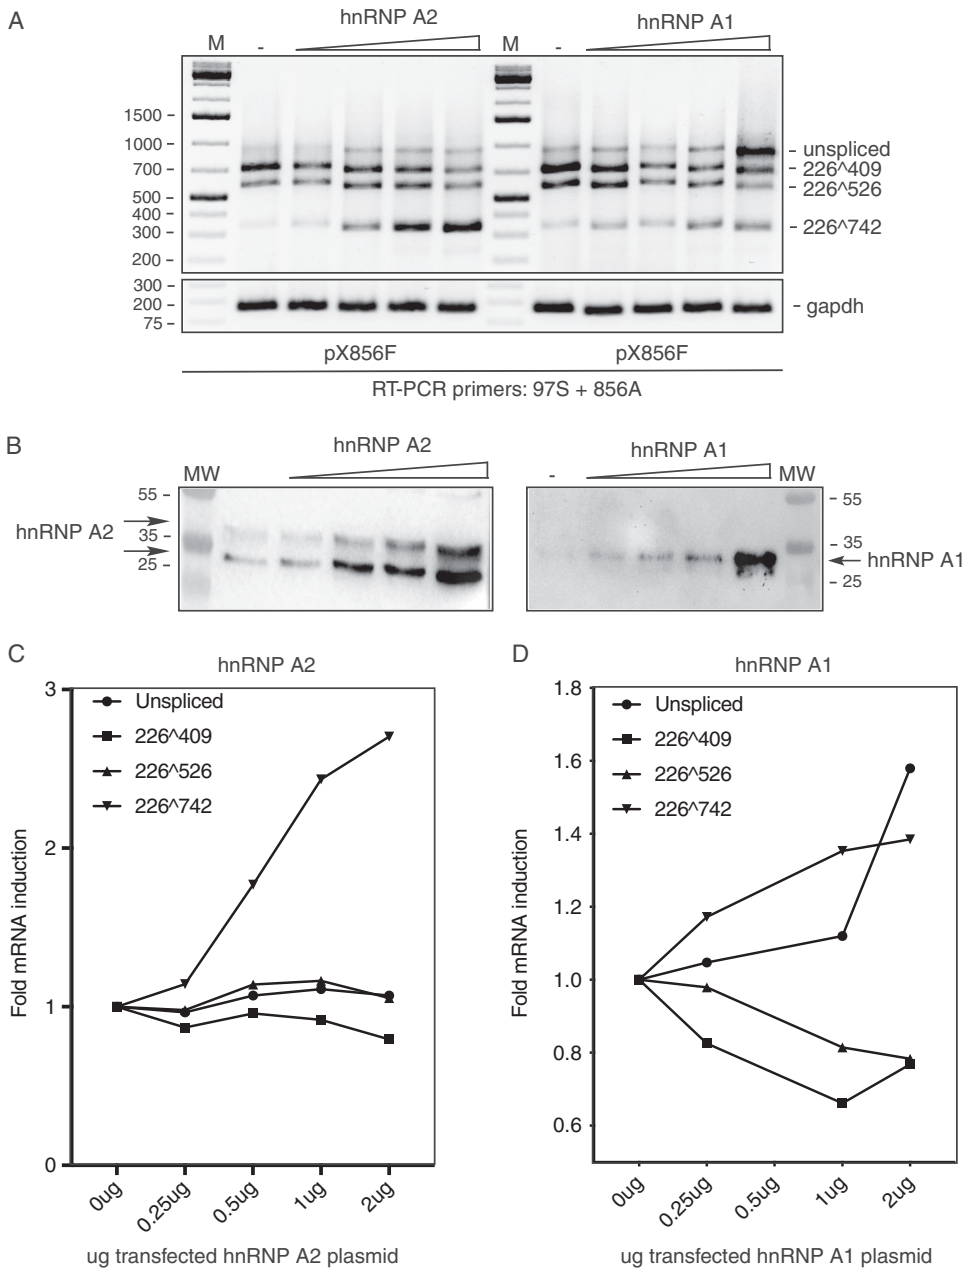 A
hnRNP A2
hnRNP A1
M
-
M
-
1500
1000
700
500
400
300
200
300
200
75
unspliced
226^409
226^526
226^742
gapdh
pX856F
pX856F
RT-PCR primers: 97S + 856A
B
hnRNP A2
hnRNP A1
MW
-
MW
55
35
25
hnRNP A2
55
35
25
hnRNP A1
C
hnRNP A2
Unspliced
226^409
226^526
226^742
3
2
1
0
Fold mRNA induction
0ug
0.25ug
0.5ug
1ug
2ug
ug transfected hnRNP A2 plasmid
D
hnRNP A1
Unspliced
226^409
226^526
226^742
1.8
1.6
1.4
1.2
1.0
0.8
0.6
Fold mRNA induction
0ug
0.25ug
0.5ug
1ug
2ug
ug transfected hnRNP A1 plasmid